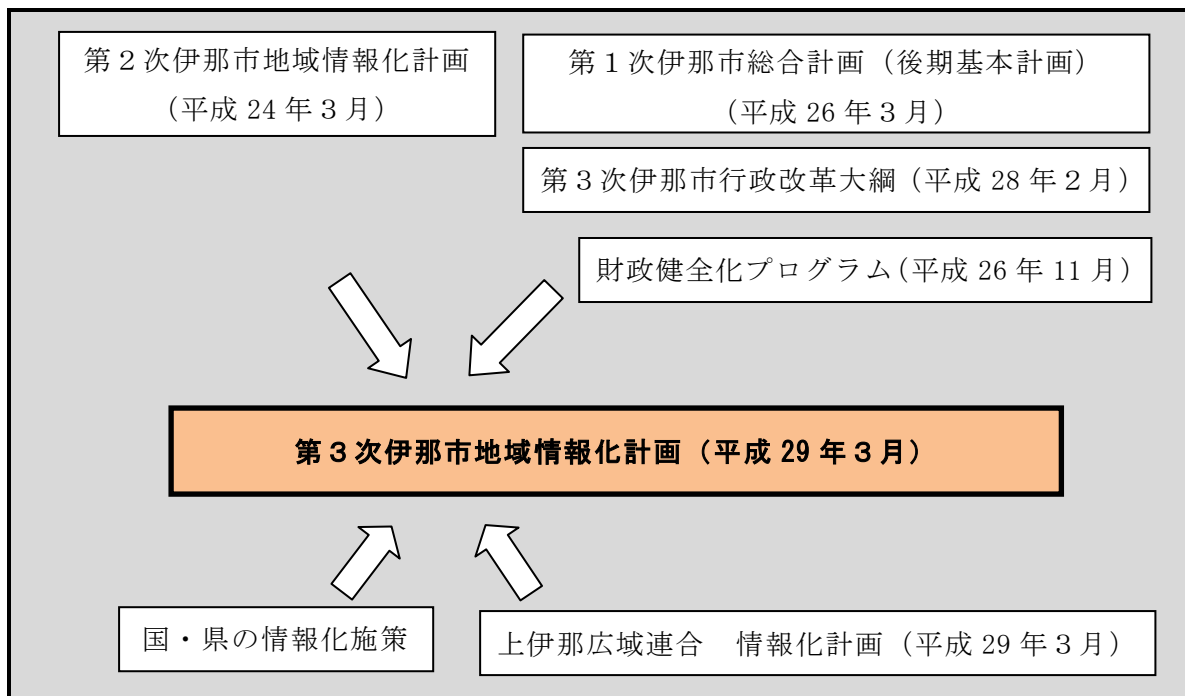 第２次伊那市地域情報化計画
（平成 24 年３月）
第１次伊那市総合計画（後期基本計画）
（平成 26 年３月）
第３次伊那市行政改革大綱（平成 28 年２月）
財政健全化プログラム（平成 26 年 11 月）
第３次伊那市地域情報化計画（平成 29 年３月）
国・県の情報化施策
上伊那広域連合　情報化計画（平成 29 年３月）